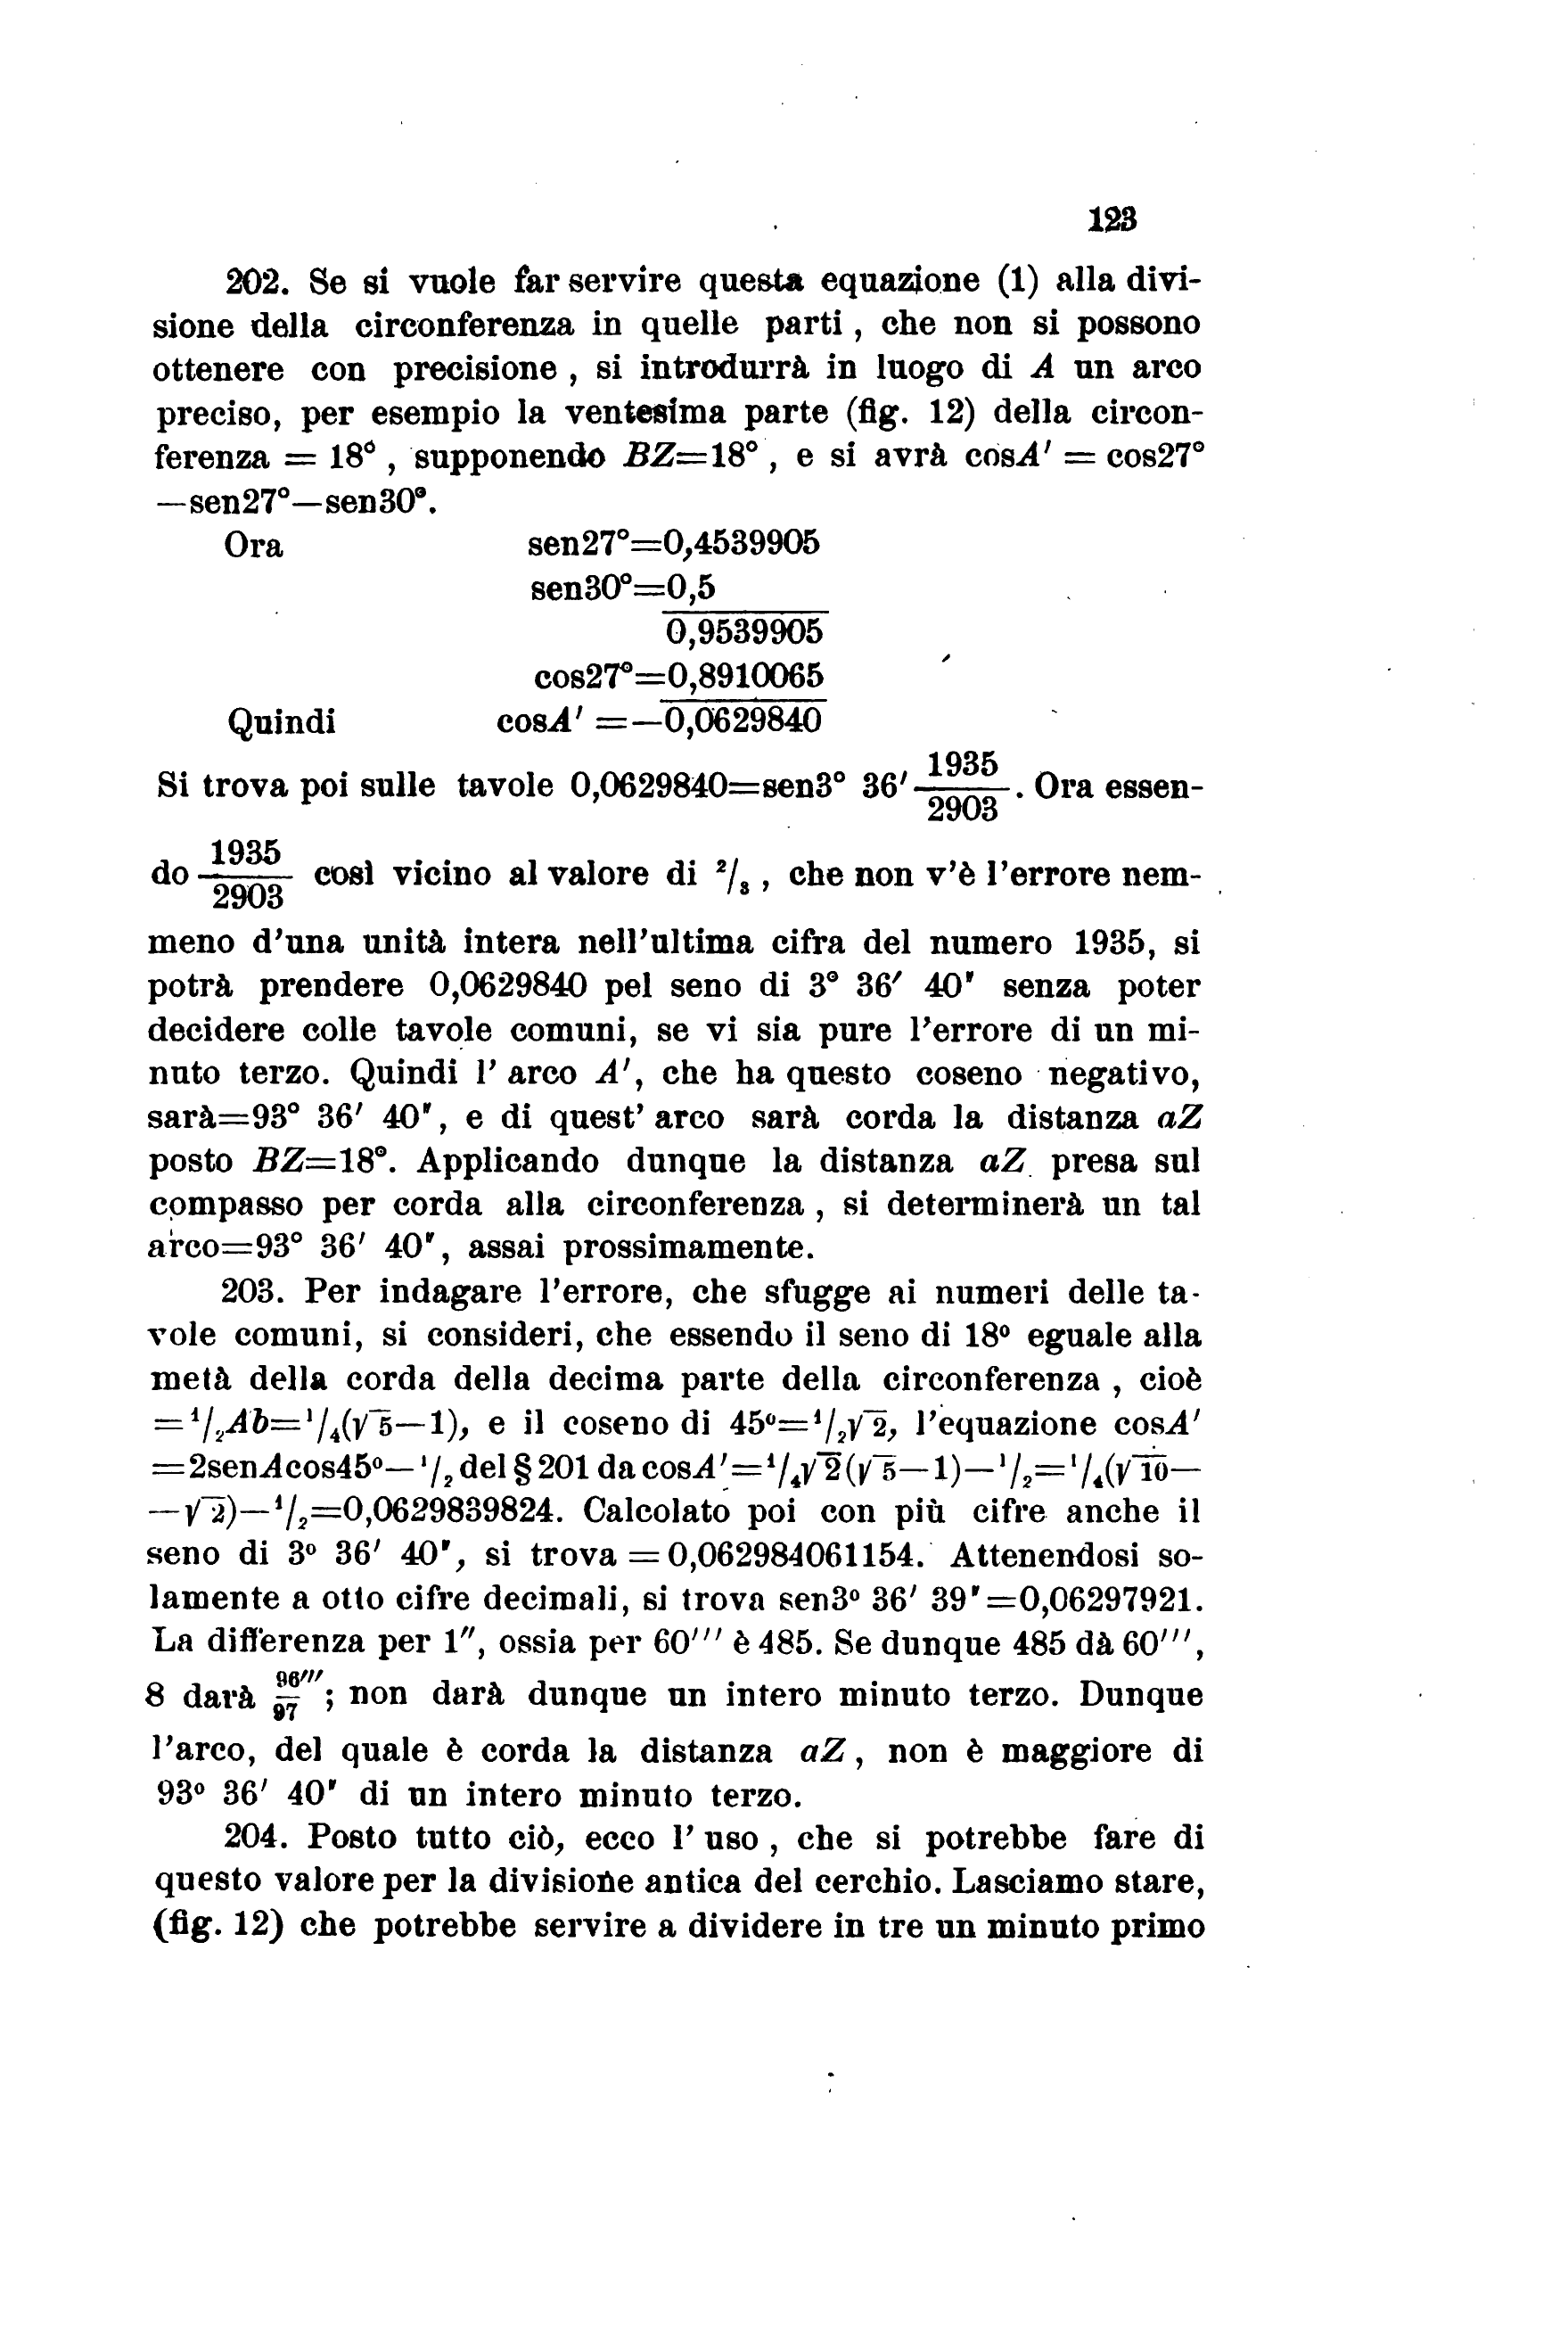 123
202. Se si vuole far servire questa equazione (1) alla divi-
sione della circonferenza in quelle parti, che non si possono
ottenere con precisione, si introdurrà in luogo di A un arco
preciso, per esempio la ventesima parte (fig. 12) della circon-
ferenza = 18°, supponendo BZ=18°, e si avrà cosA' = cos27°
—sen27°—sen30°.
Ora sen27°=0,4539905
sen30°=0,5
0,9539905
cos27°=0,8910065
Quindi cosA' =—0,0629840
Si trova poi sulle tavole 0,0629840=sen3° 36' 1935/2903. Ora essen-
do 1935/2903 così vicino al valore di 2/3, che non v'è l'errore nem-
meno d'una unità intera nell'ultima cifra del numero 1935, si
potrà prendere 0,0629840 pel seno di 3° 36' 40" senza poter
decidere colle tavole comuni, se vi sia pure l'errore di un mi-
nuto terzo. Quindi l' arco A', che ha questo coseno negativo,
sarà=93° 36' 40", e di quest' arco sarà corda la distanza aZ
posto BZ=18°. Applicando dunque la distanza aZ presa sul
compasso per corda alla circonferenza, si determinerà un tal
arco=93° 36' 40", assai prossimamente.
203. Per indagare l'errore, che sfugge ai numeri delle ta-
vole comuni, si consideri, che essendo il seno di 18° eguale alla
metà della corda della decima parte della circonferenza, cioè
=1/2Ab=1/4(√5—1), e il coseno di 45°=1/2√2, l'equazione cosA'
=2senAcos45°—1/2 del § 201 da cosA'=1/4√2(√5—1)—1/2=1/4(√10—
—√2)—1/2=0,0629839824. Calcolato poi con più cifre anche il
seno di 3° 36' 40", si trova =0,062984061154. Attenendosi so-
lamente a otto cifre decimali, si trova sen3° 36' 39"=0,06297921.
La differenza per 1", ossia per 60''' è 485. Se dunque 485 dà 60''',
8 darà 96'''/97; non darà dunque un intero minuto terzo. Dunque
l'arco, del quale è corda la distanza aZ, non è maggiore di
93° 36' 40" di un intero minuto terzo.
204. Posto tutto ciò, ecco l' uso, che si potrebbe fare di
questo valore per la divisione antica del cerchio. Lasciamo stare,
(fig. 12) che potrebbe servire a dividere in tre un minuto primo